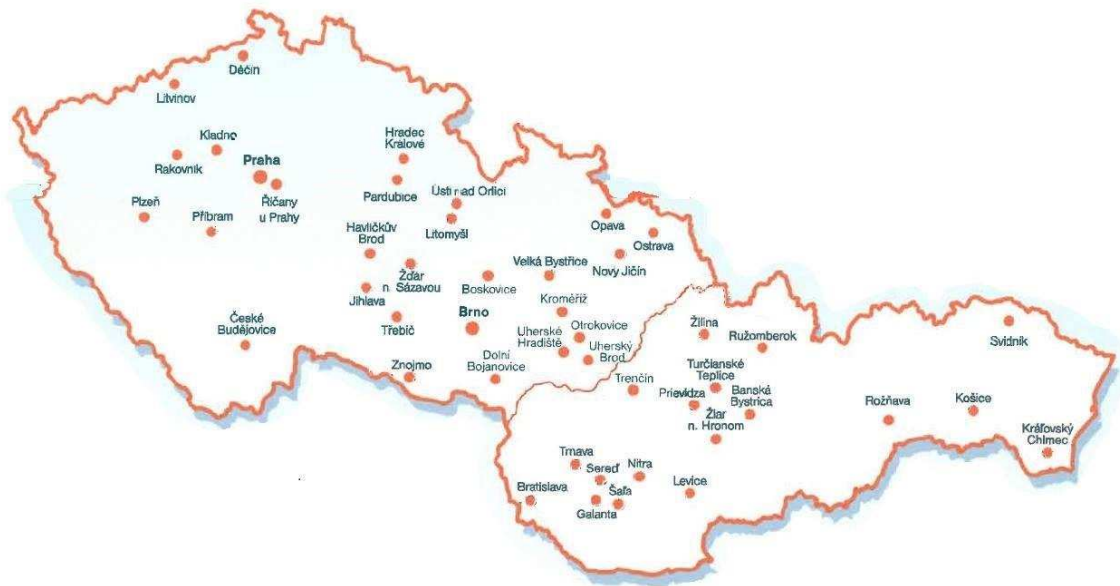 Děčín
Litvínov
Kladno
Hradec
Králové
Rakovník
Praha
Říčany
u Prahy
Pardubice
Ústí nad Orlicí
Plzeň
Příbram
Litomyšl
Havlíčkův
Brod
Opava
Ostrava
Žďár
n. Sázavou
Velká Bystřice
Nový Jičín
Boskovice
Jihlava
Kroměříž
Brno
Třebíč
České
Budějovice
Otrokovice
Uherské
Hradiště
Uherský
Brod
Žilina
Ružomberok
Svidník
Znojmo
Dolní
Bojanovice
Trenčín
Turčianské
Teplice
Prievidza
Banská
Bystrica
Žiar
n. Hronom
Rožňava
Košice
Kráľovský
Chlmec
Trnava
Sereď
Nitra
Bratislava
Galanta
Šaľa
Levice